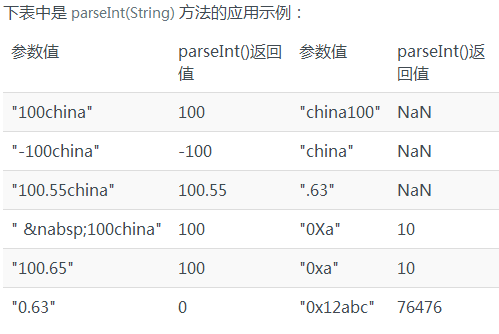 下表中是 parseInt(String) 方法的应用示例：
参数值 parseInt()返回值 参数值 parseInt()返回值
"100china" 100 "china100" NaN
"-100china" -100 "china" NaN
"100.55china" 100.55 ".63" NaN
" &nabsp;100china" 100 "0Xa" 10
"100.65" 100 "0xa" 10
"0.63" 0 "0x12abc" 76476